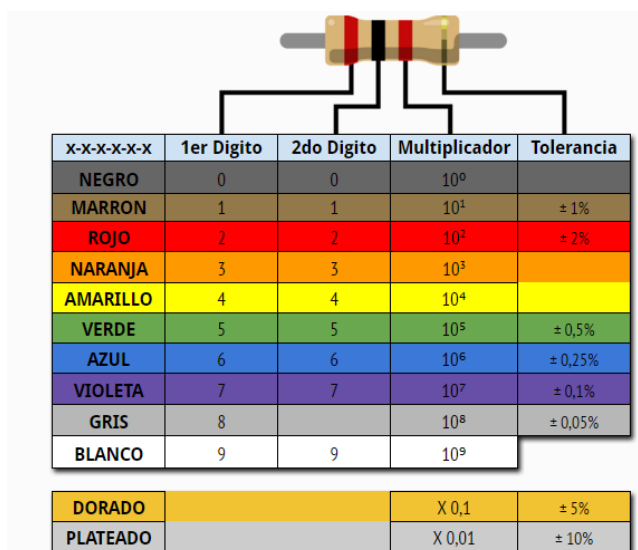 x-x-x-x-x-x 1er Digito 2do Digito Multiplicador Tolerancia
NEGRO 0 0 10⁰
MARRON 1 1 10¹ ± 1%
ROJO 2 2 10² ± 2%
NARANJA 3 3 10³
AMARILLO 4 4 10⁴
VERDE 5 5 10⁵ ± 0,5%
AZUL 6 6 10⁶ ± 0,25%
VIOLETA 7 7 10⁷ ± 0,1%
GRIS 8 10⁸ ± 0,05%
BLANCO 9 9 10⁹
DORADO X 0,1 ± 5%
PLATEADO X 0,01 ± 10%